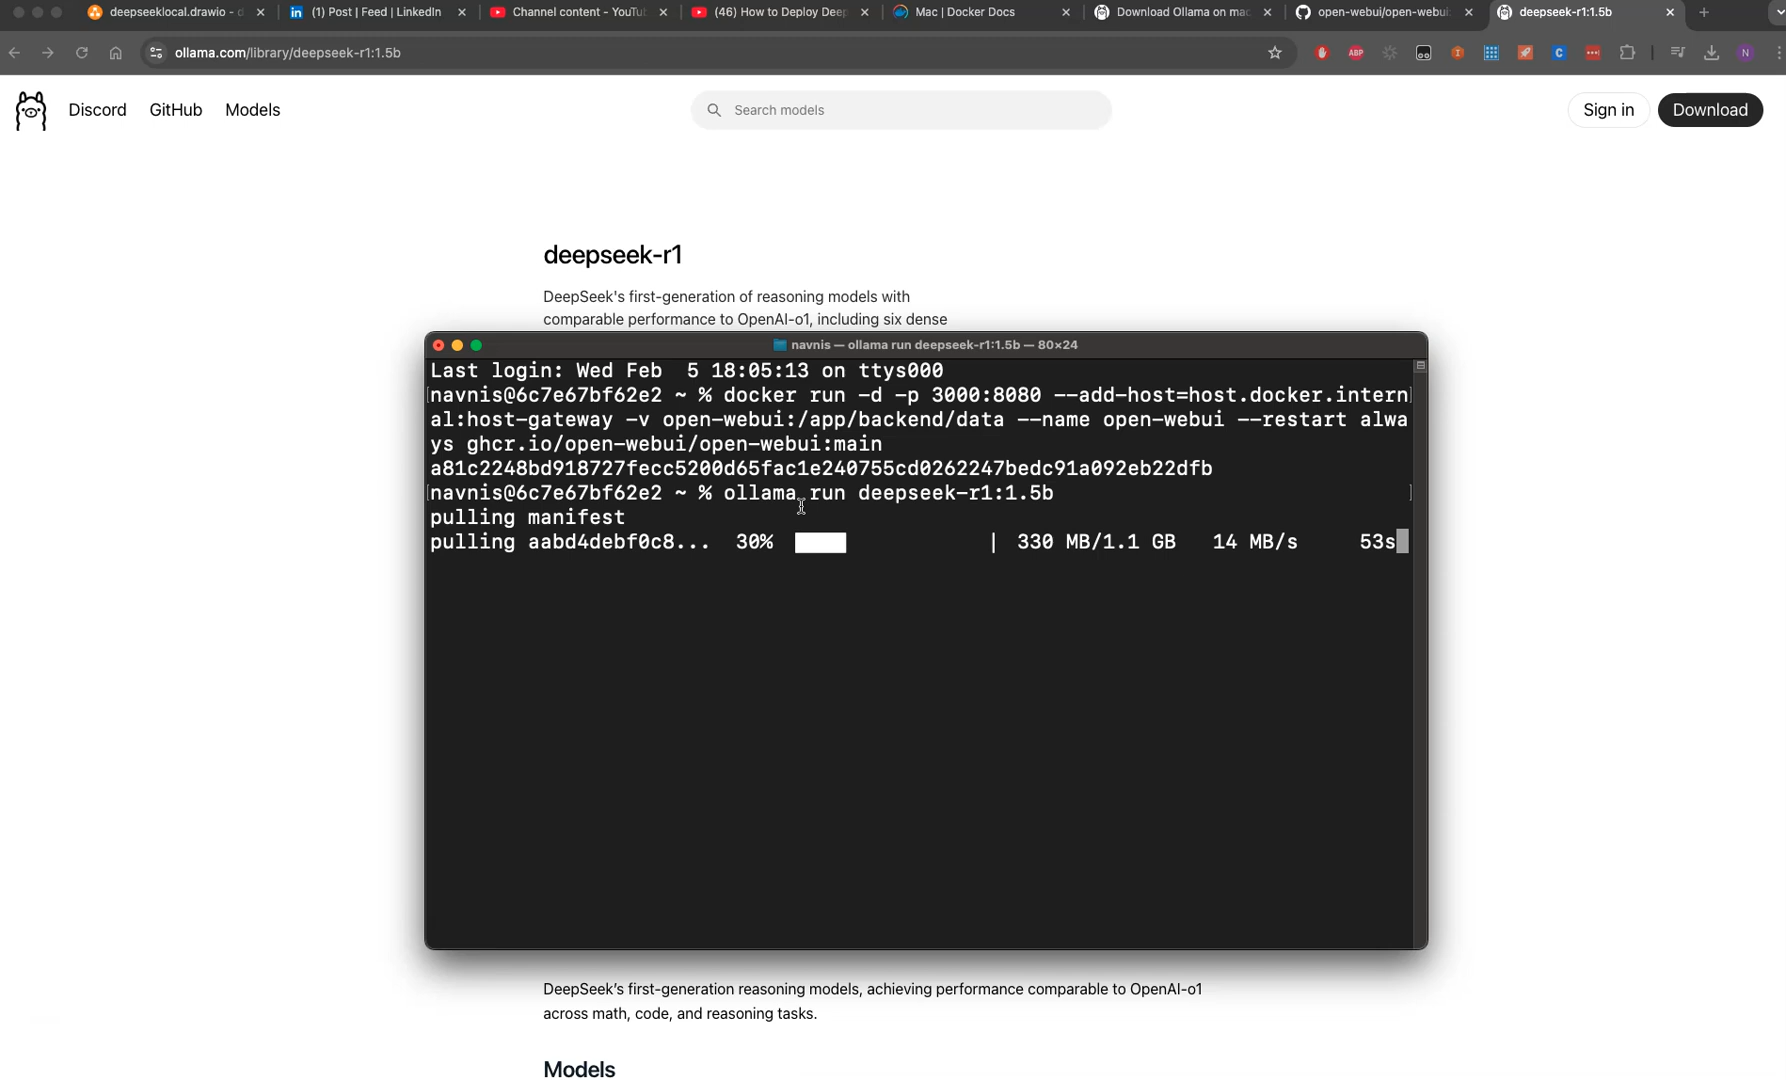 deepseeklocal.drawio - d
(1) Post | Feed | LinkedIn
Channel content - YouTu
(46) How to Deploy Deep
Mac | Docker Docs
Download Ollama on mac
open-webui/open-webui:
deepseek-r1:1.5b
ollama.com/library/deepseek-r1:1.5b
ABP
C
N
Discord
GitHub
Models
Search models
Sign in
Download
deepseek-r1
DeepSeek's first-generation of reasoning models with
comparable performance to OpenAI-o1, including six dense
navnis — ollama run deepseek-r1:1.5b — 80×24
Last login: Wed Feb  5 18:05:13 on ttys000
[navnis@6c7e67bf62e2 ~ % docker run -d -p 3000:8080 --add-host=host.docker.intern]
al:host-gateway -v open-webui:/app/backend/data --name open-webui --restart alwa
ys ghcr.io/open-webui/open-webui:main
a81c2248bd918727fecc5200d65fac1e240755cd0262247bedc91a092eb22dfb
[navnis@6c7e67bf62e2 ~ % ollama run deepseek-r1:1.5b ]
pulling manifest
pulling aabd4debf0c8...  30% | 330 MB/1.1 GB   14 MB/s     53s
DeepSeek's first-generation reasoning models, achieving performance comparable to OpenAI-o1
across math, code, and reasoning tasks.
Models